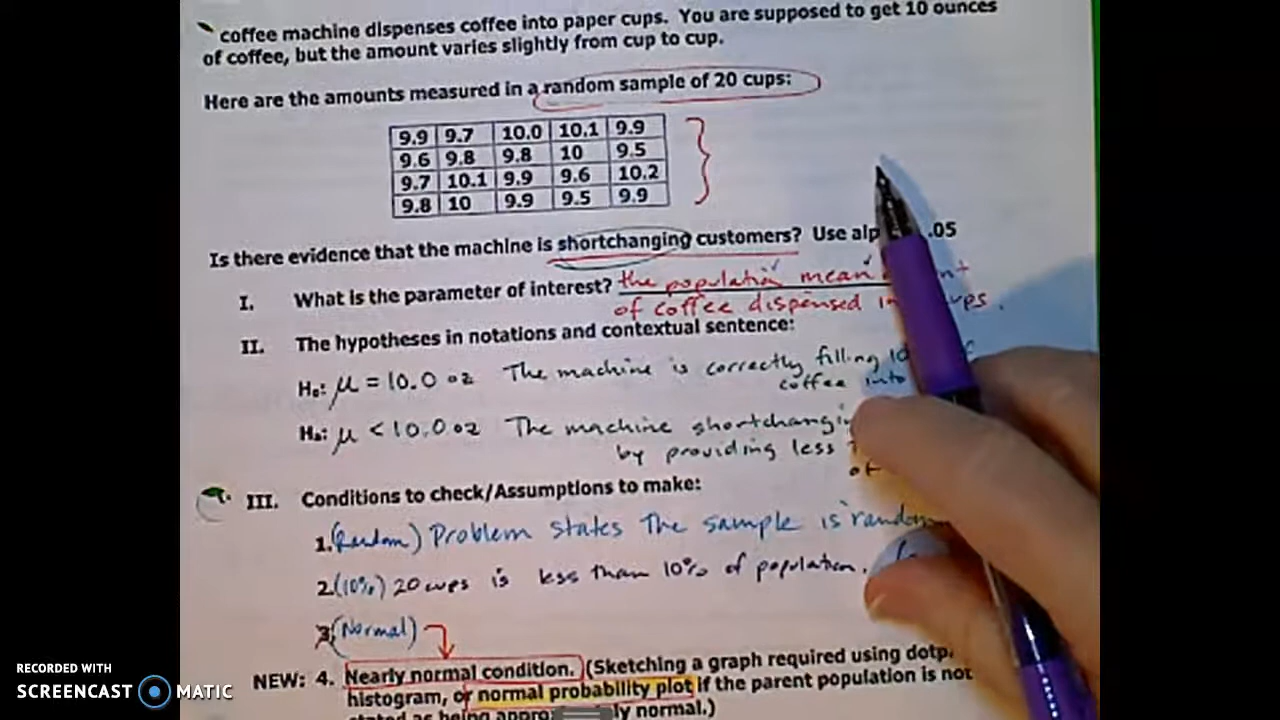 coffee machine dispenses coffee into paper cups. You are supposed to get 10 ounces
of coffee, but the amount varies slightly from cup to cup.
Here are the amounts measured in a random sample of 20 cups:
9.9 9.7 10.0 10.1 9.9
9.6 9.8 9.8 10 9.5
9.7 10.1 9.9 9.6 10.2
9.8 10 9.9 9.5 9.9
Is there evidence that the machine is shortchanging customers? Use .05
I. What is the parameter of interest? the population mean
of coffee dispensed
II. The hypotheses in notations and contextual sentence:
H₀: μ = 10.0 oz The machine is correctly filling
coffee into
Hₐ: μ < 10.0 oz The machine
by providing less
III. Conditions to check/Assumptions to make:
1. (Random) Problem states The sample is random
2. (10%) 20 cups is less than 10% of population.
3. (Normal)
NEW: 4. Nearly normal condition. (Sketching a graph required using
histogram, or normal probability plot if the parent population is not
normal.)
RECORDED WITH
SCREENCAST MATIC